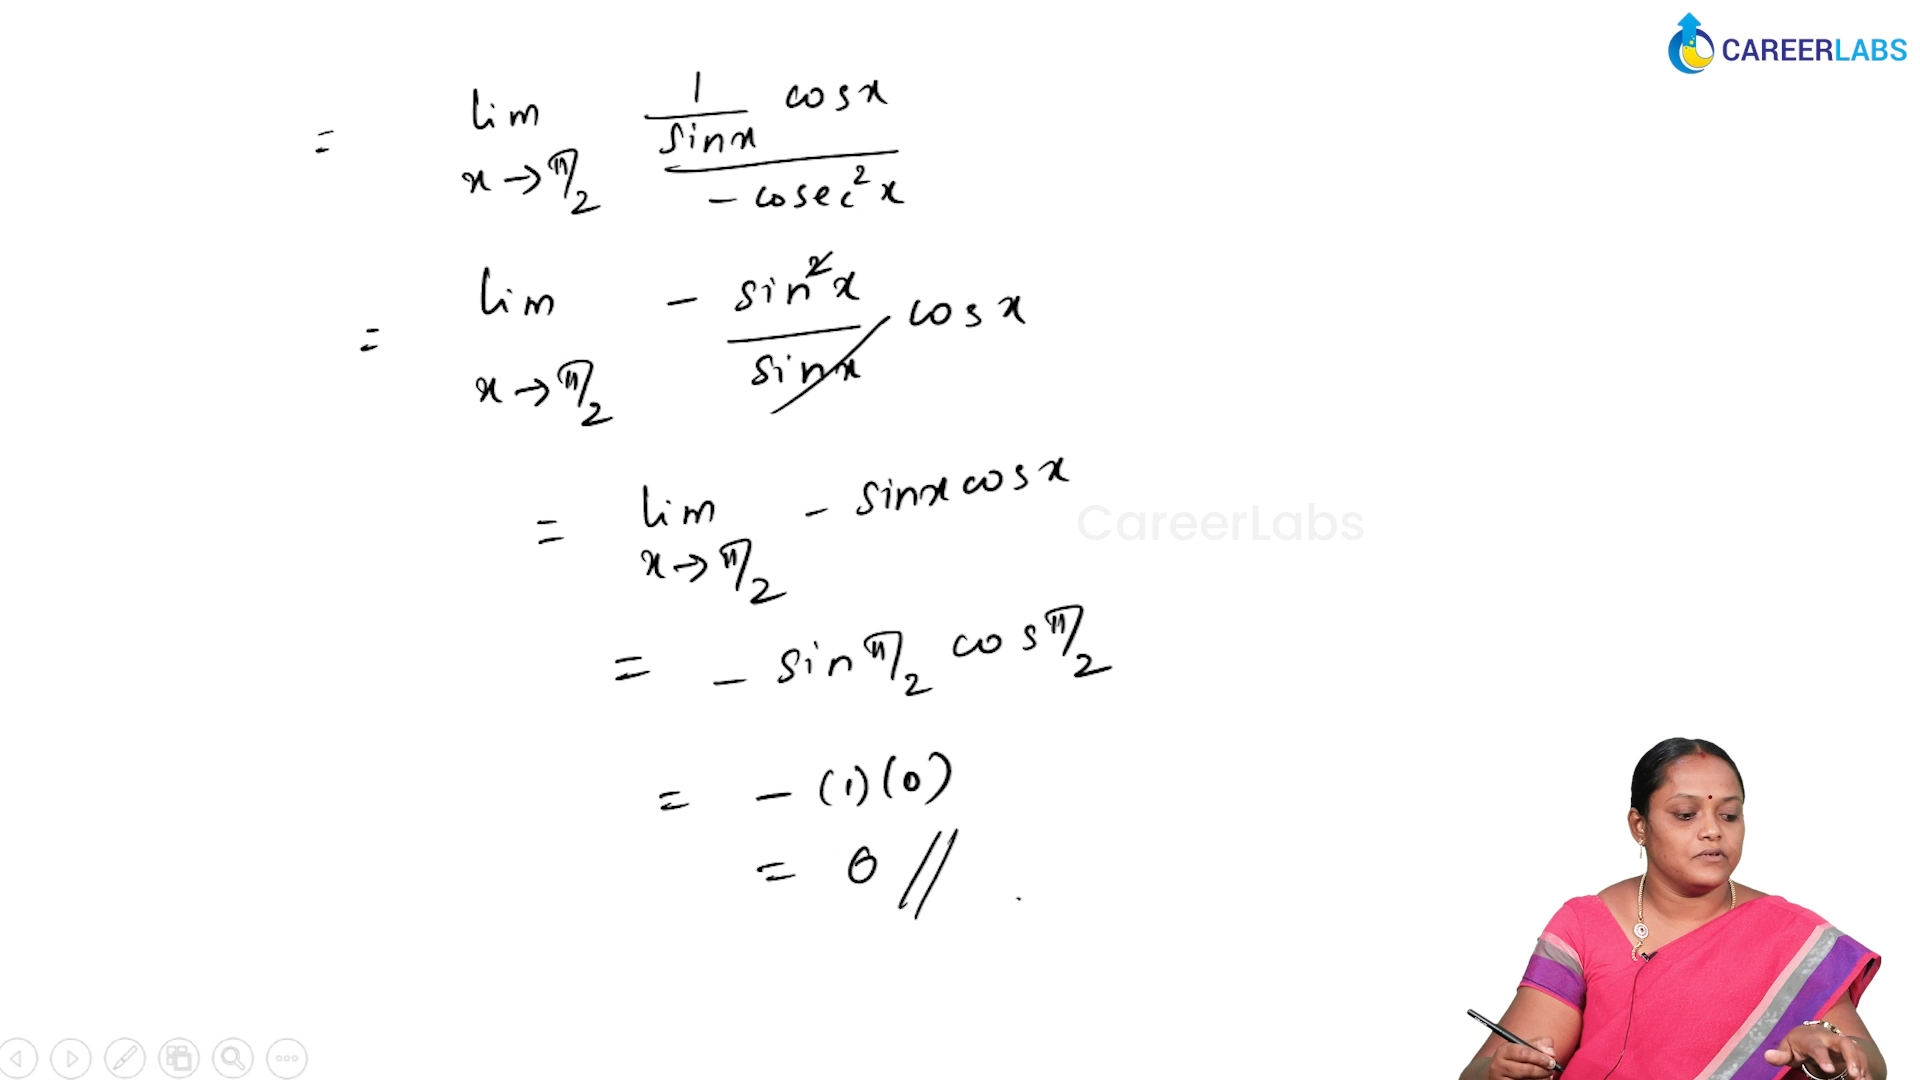 CAREERLABS
= lim x→π/2 (1/sinx cosx)/(-cosec²x)
= lim x→π/2 - sin²x/sinx cosx
= lim x→π/2 - sinx cosx
CareerLabs
= - sin π/2 cos π/2
= - (1)(0)
= 0 //